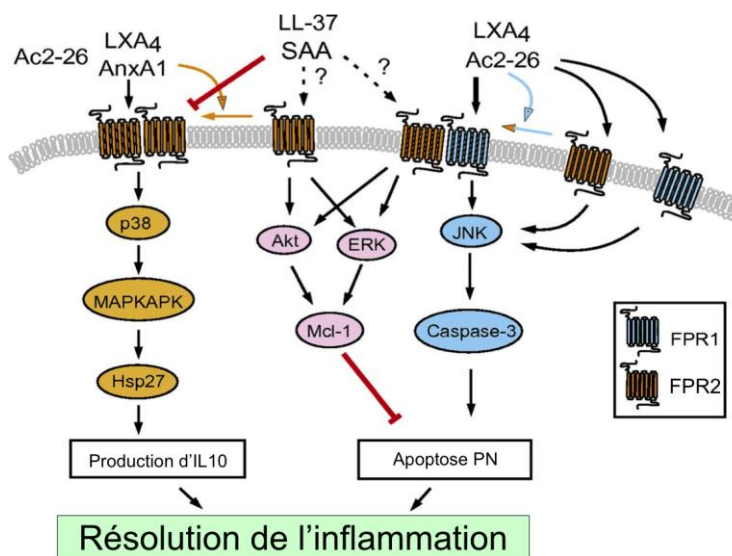 Ac2-26
LXA4
AnxA1
LL-37
SAA
?
?
LXA4
Ac2-26
p38
MAPKAPK
Hsp27
Production d'IL10
Akt
ERK
Mcl-1
JNK
Caspase-3
Apoptose PN
FPR1
FPR2
Résolution de l'inflammation